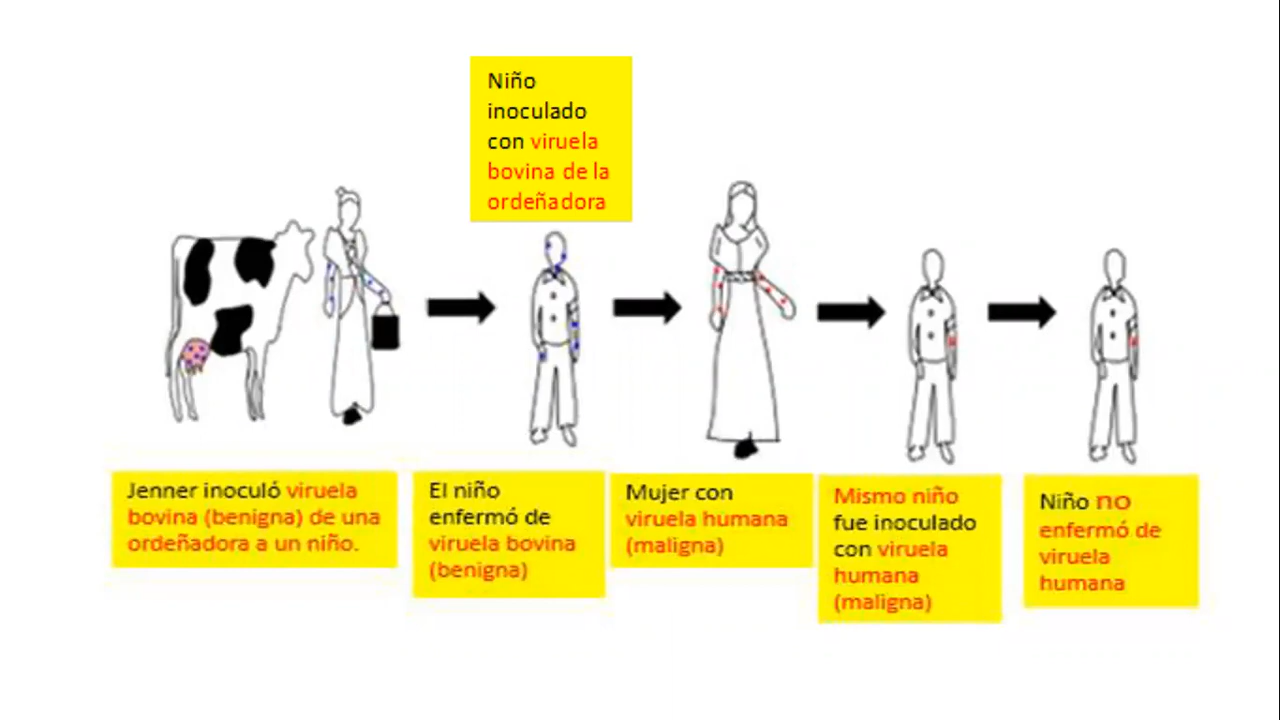 Niño
inoculado
con viruela
bovina de la
ordeñadora
Jenner inoculó viruela
bovina (benigna) de una
ordeñadora a un niño.
El niño
enfermó de
viruela bovina
(benigna)
Mujer con
viruela humana
(maligna)
Mismo niño
fue inoculado
con viruela
humana
(maligna)
Niño no
enfermó de
viruela
humana